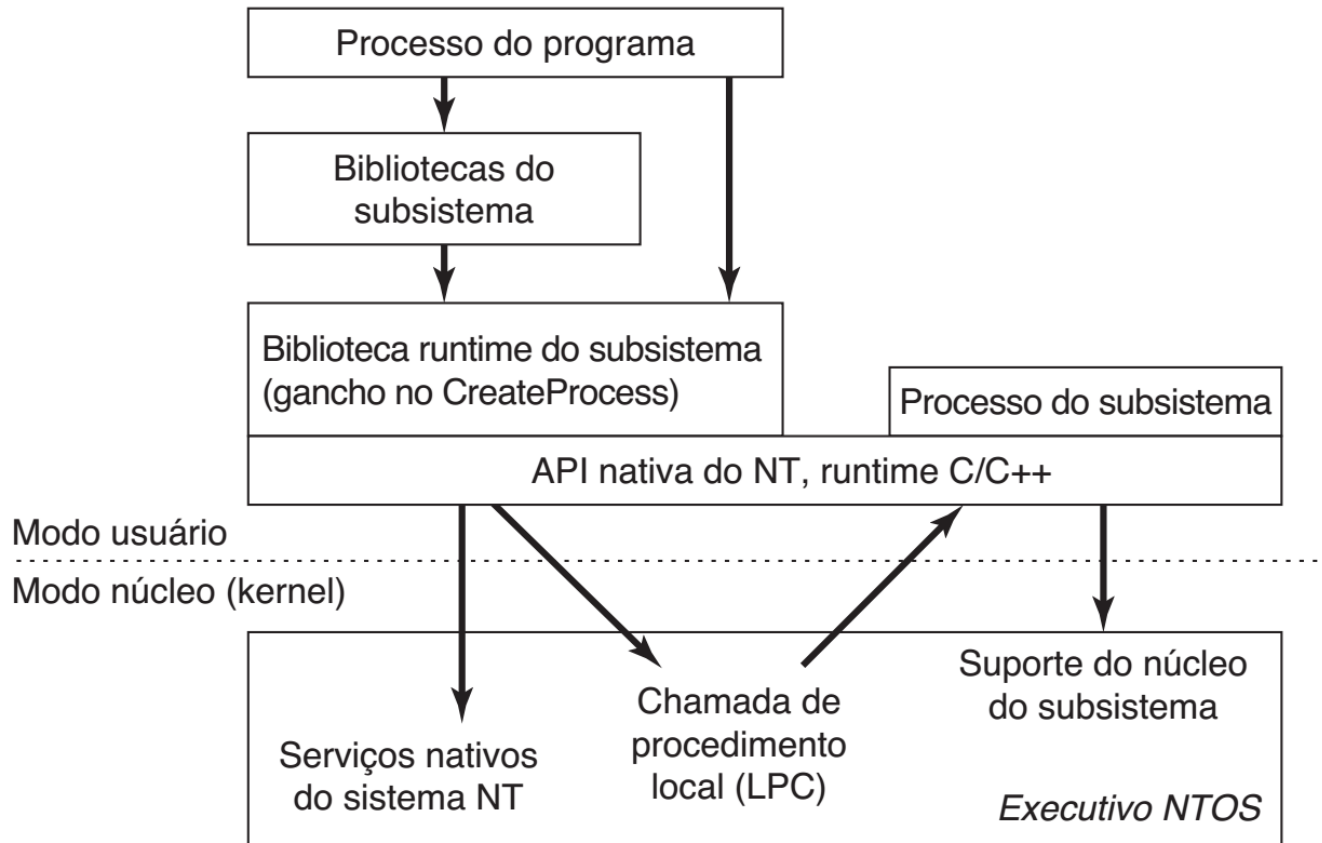 Processo do programa
Bibliotecas do
subsistema
Biblioteca runtime do subsistema
(gancho no CreateProcess)
Processo do subsistema
API nativa do NT, runtime C/C++
Modo usuário
Modo núcleo (kernel)
Serviços nativos
do sistema NT
Chamada de
procedimento
local (LPC)
Suporte do núcleo
do subsistema
Executivo NTOS